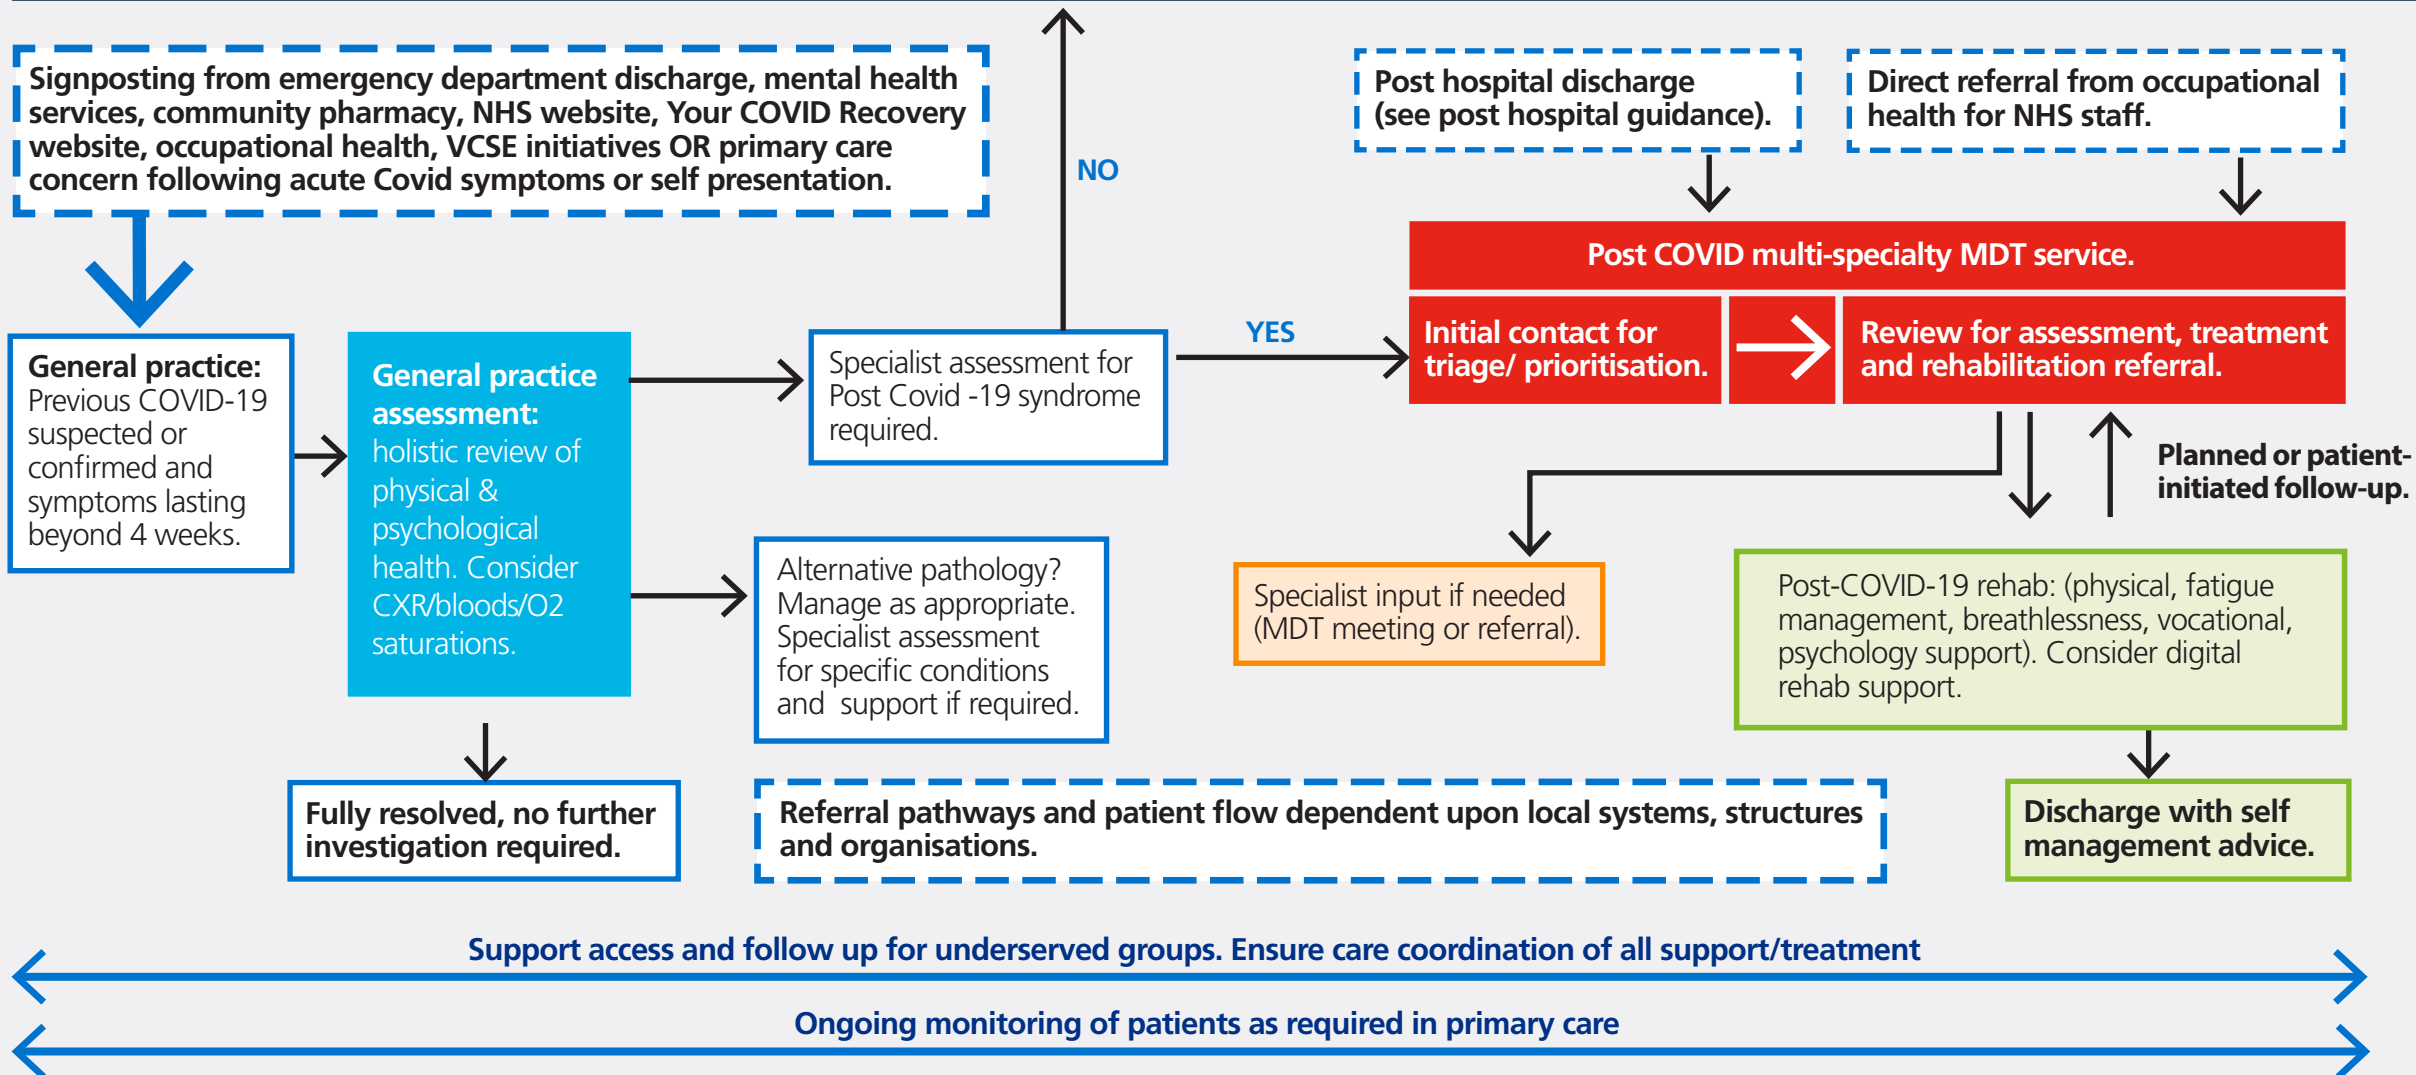 Signposting from emergency department discharge, mental health
services, community pharmacy, NHS website, Your COVID Recovery
website, occupational health, VCSE initiatives OR primary care
concern following acute Covid symptoms or self presentation.
NO
Post hospital discharge
(see post hospital guidance).
Direct referral from occupational
health for NHS staff.
General practice:
Previous COVID-19
suspected or
confirmed and
symptoms lasting
beyond 4 weeks.
General practice
assessment:
holistic review of
physical &
psychological
health. Consider
CXR/bloods/O2
saturations.
Specialist assessment for
Post Covid -19 syndrome
required.
YES
Post COVID multi-specialty MDT service.
Initial contact for
triage/ prioritisation.
Review for assessment, treatment
and rehabilitation referral.
Planned or patient-
initiated follow-up.
Alternative pathology?
Manage as appropriate.
Specialist assessment
for specific conditions
and  support if required.
Specialist input if needed
(MDT meeting or referral).
Post-COVID-19 rehab: (physical, fatigue
management, breathlessness, vocational,
psychology support). Consider digital
rehab support.
Fully resolved, no further
investigation required.
Referral pathways and patient flow dependent upon local systems, structures
and organisations.
Discharge with self
management advice.
Support access and follow up for underserved groups. Ensure care coordination of all support/treatment
Ongoing monitoring of patients as required in primary care